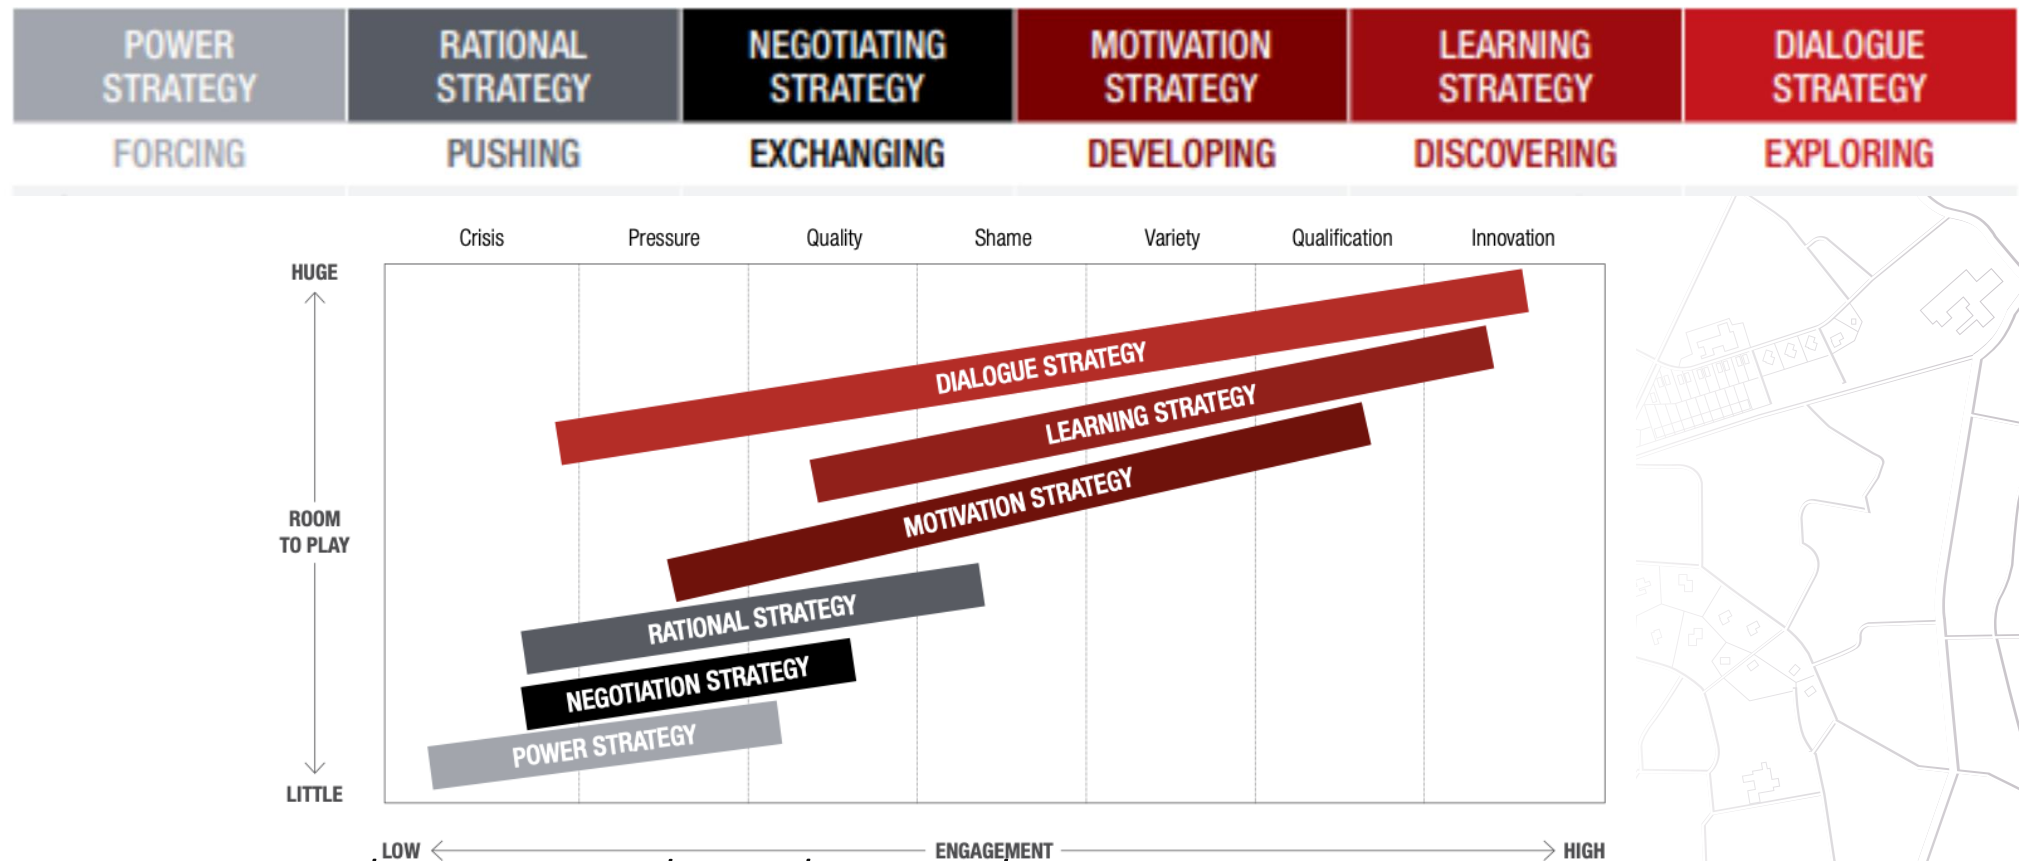 POWER
STRATEGY
RATIONAL
STRATEGY
NEGOTIATING
STRATEGY
MOTIVATION
STRATEGY
LEARNING
STRATEGY
DIALOGUE
STRATEGY
FORCING
PUSHING
EXCHANGING
DEVELOPING
DISCOVERING
EXPLORING
Crisis
Pressure
Quality
Shame
Variety
Qualification
Innovation
HUGE
ROOM
TO PLAY
LITTLE
DIALOGUE STRATEGY
LEARNING STRATEGY
MOTIVATION STRATEGY
RATIONAL STRATEGY
NEGOTIATION STRATEGY
POWER STRATEGY
LOW
ENGAGEMENT
HIGH